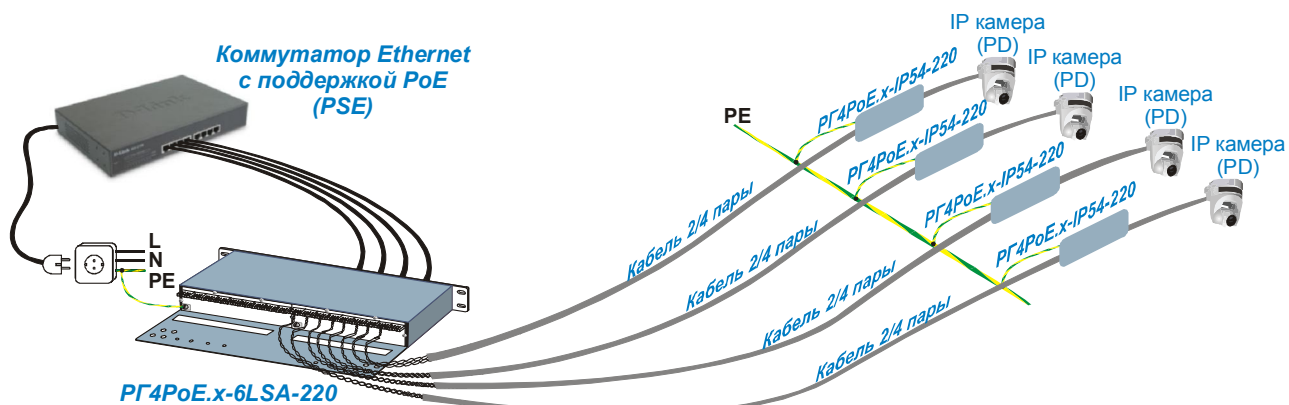 Коммутатор Ethernet
с поддержкой PoE
(PSE)
D-Link
L
N
PE
РГ4PoE.x-6LSA-220
PE
Кабель 2/4 пары
Кабель 2/4 пары
Кабель 2/4 пары
Кабель 2/4 пары
РГ4PoE.x-IP54-220
РГ4PoE.x-IP54-220
РГ4PoE.x-IP54-220
РГ4PoE.x-IP54-220
IP камера
(PD)
IP камера
(PD)
IP камера
(PD)
IP камера
(PD)